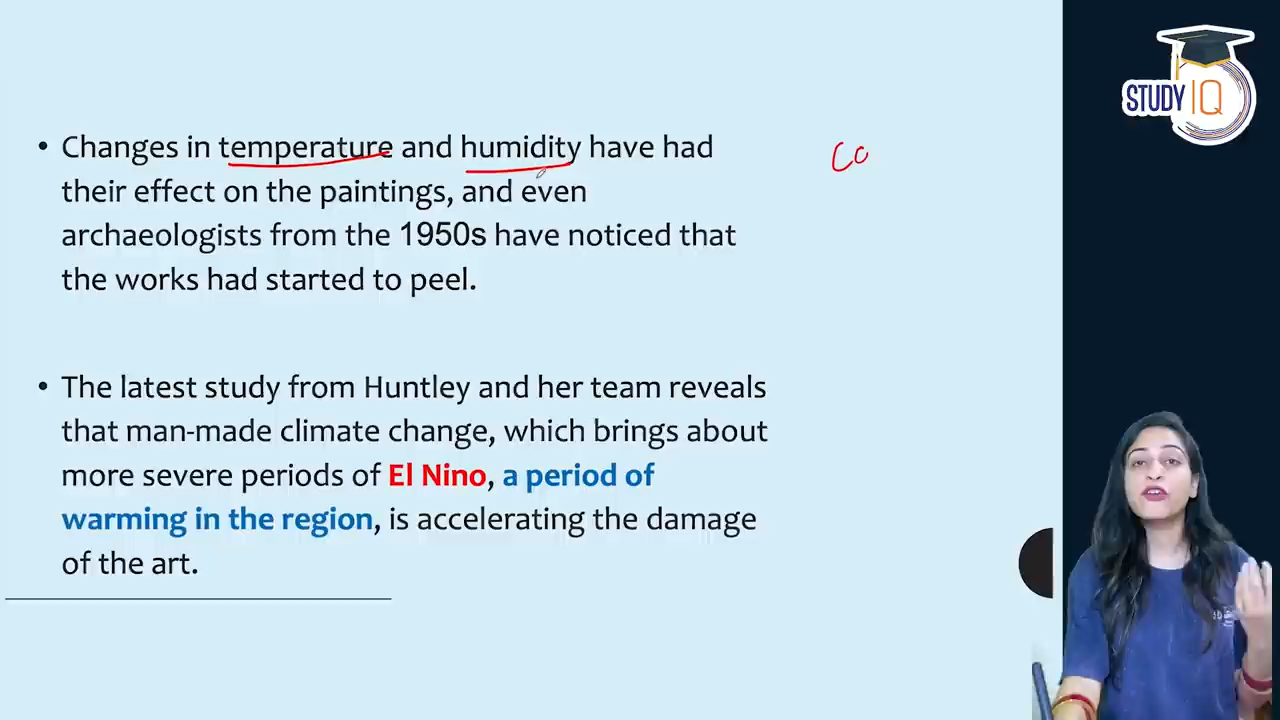 • Changes in temperature and humidity have had
their effect on the paintings, and even
archaeologists from the 1950s have noticed that
the works had started to peel.
• The latest study from Huntley and her team reveals
that man-made climate change, which brings about
more severe periods of El Nino, a period of
warming in the region, is accelerating the damage
of the art.
Co
STUDY IQ